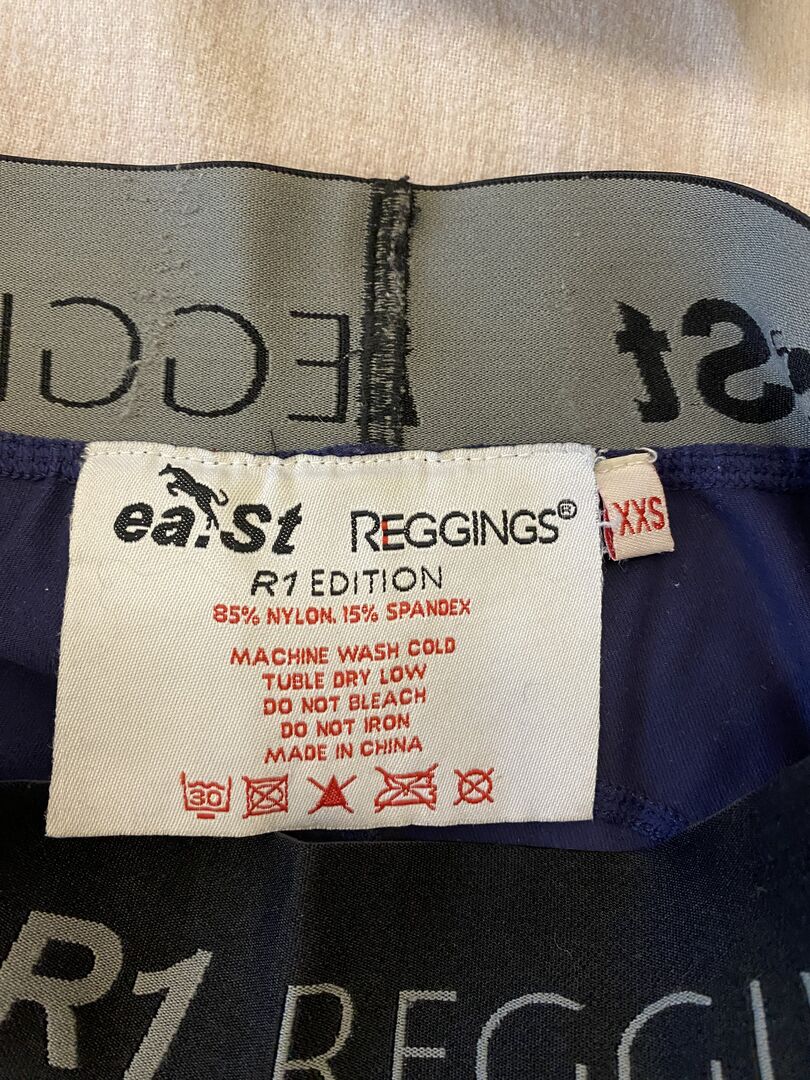 ea.St REGGINGS®
XXS
R1 EDITION
85% NYLON. 15% SPANDEX
MACHINE WASH COLD
TUBLE DRY LOW
DO NOT BLEACH
DO NOT IRON
MADE IN CHINA
30
R1 REGGI